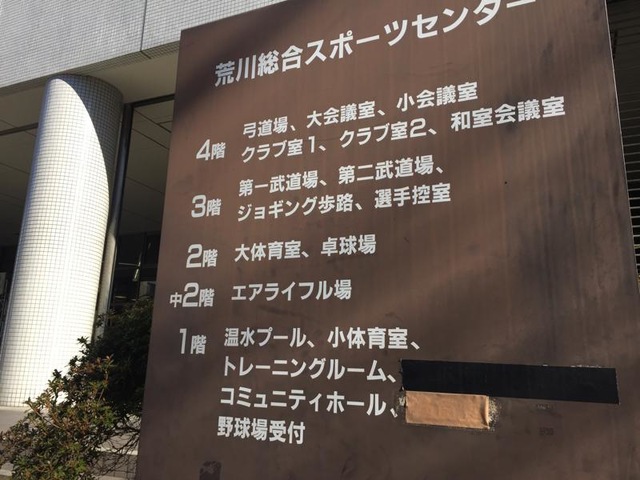 荒川総合スポーツセンター
4階 弓道場、大会議室、小会議室
クラブ室1、クラブ室2、和室会議室
3階 第一武道場、第二武道場、
ジョギング歩路、選手控室
2階 大体育室、卓球場
中2階 エアライフル場
1階 温水プール、小体育室、
トレーニングルーム、
コミュニティホール、
野球場受付